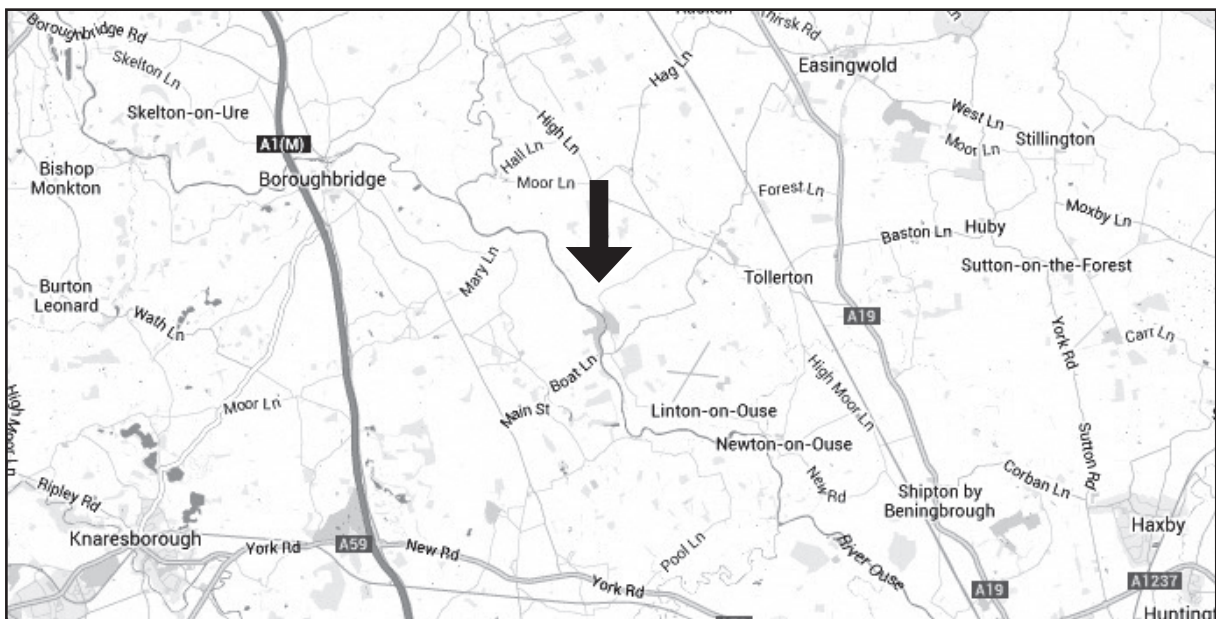 Boroughbridge Rd
Thirsk Rd
Easingwold
Skelton Ln
Hag Ln
Skelton-on-Ure
High Ln
West Ln
Stillington
A1(M)
Hall Ln
Moor Ln
Bishop
Monkton
Boroughbridge
Moor Ln
Forest Ln
Moxby Ln
Baston Ln
Huby
Mary Ln
Tollerton
Sutton-on-the-Forest
Burton
Leonard
Wath Ln
A19
York Rd
Carr Ln
Boat Ln
High Moor Ln
High Moor Ln
Moor Ln
Main St
Linton-on-Ouse
Newton-on-Ouse
Sutton Rd
Ripley Rd
New Rd
Shipton by
Beningbrough
Corban Ln
Haxby
Knaresborough
York Rd
A59
New Rd
Pool Ln
River Ouse
York Rd
A19
A1237